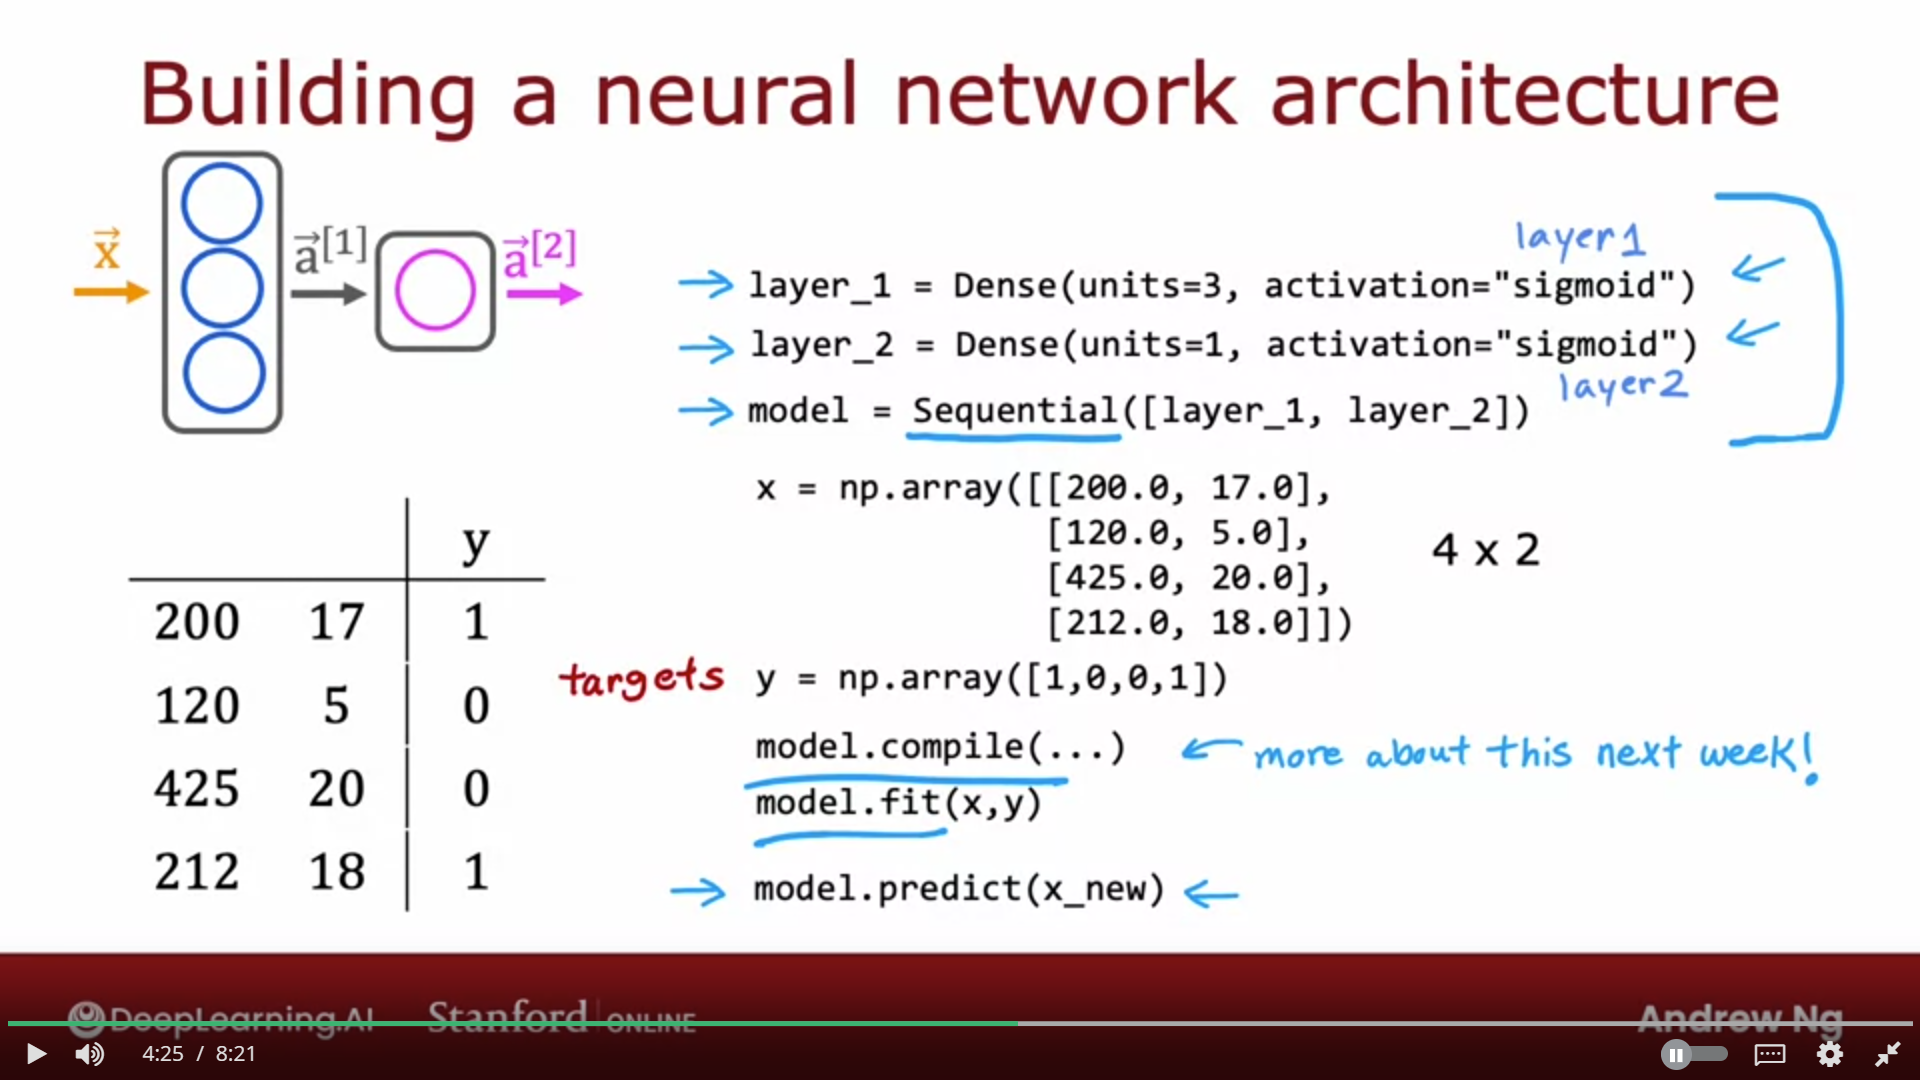 Building a neural network architecture
x⃗
a⃗[1]
a⃗[2]
layer1
layer_1 = Dense(units=3, activation="sigmoid")
layer_2 = Dense(units=1, activation="sigmoid")
layer2
model = Sequential([layer_1, layer_2])
y
200 17 1
120 5 0
425 20 0
212 18 1
x = np.array([[200.0, 17.0],
[120.0, 5.0],
[425.0, 20.0],
[212.0, 18.0]])
4 x 2
targets y = np.array([1,0,0,1])
model.compile(...) more about this next week!
model.fit(x,y)
model.predict(x_new)
DeepLearning.AI Stanford ONLINE Andrew Ng
4:25 / 8:21